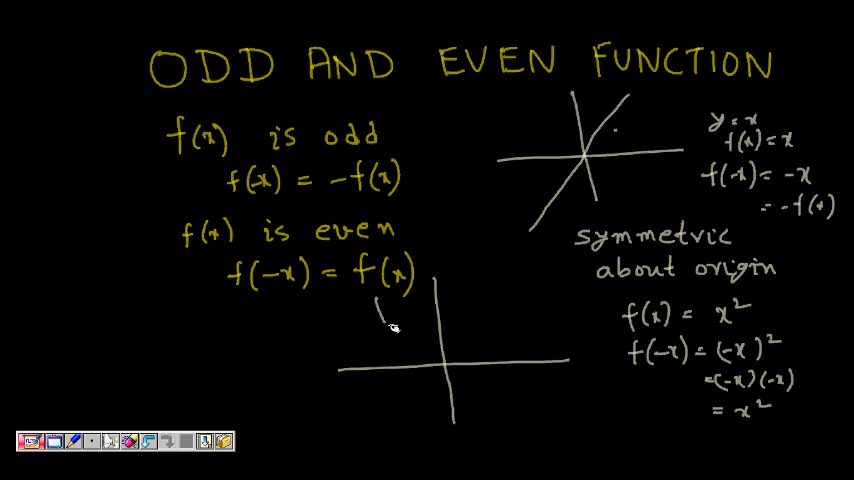 ODD AND EVEN FUNCTION
f(x) is odd
f(-x) = -f(x)
f(x) is even
f(-x) = f(x)
y = x
f(x) = x
f(-x) = -x
= -f(x)
symmetric
about origin
f(x) = x²
f(-x) = (-x)²
=(-x)(-x)
= x²